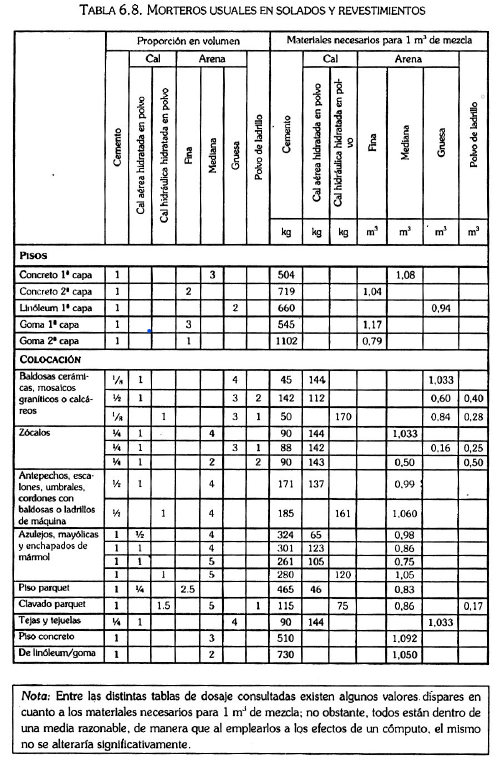 TABLA 6.8. MORTEROS USUALES EN SOLADOS Y REVESTIMIENTOS
Proporción en volumen Materiales necesarios para 1 m³ de mezcla
Cal Arena Cal Arena
Cemento Cal aérea hidratada en polvo Cal hidráulica hidratada en polvo Fina Mediana Gruesa Polvo de ladrillo Cemento Cal aérea hidratada en polvo Cal hidráulica hidratada en pol-
vo Fina Mediana Gruesa Polvo de ladrillo
kg kg kg m³ m³ m³ m³
PISOS
Concreto 1ª capa 1 3 504 1,08
Concreto 2ª capa 1 2 719 1,04
Linóleum 1ª capa 1 2 660 0,94
Goma 1ª capa 1 3 545 1,17
Goma 2ª capa 1 1 1102 0,79
COLOCACIÓN
Baldosas cerámi- 1/8 1 4 45 144 1,033
cas, mosaicos
graníticos o calcá- ½ 1 3 2 142 112 0,60 0,40
reos 1/8 1 3 1 50 170 0,84 0,28
Zócalos ¼ 1 4 90 144 1,033
¼ 1 3 1 88 142 0,16 0,25
¼ 1 2 2 90 143 0,50 0,50
Antepechos, esca-
lones, umbrales, ½ 1 4 171 137 0,99
cordones con
baldosas o ladrillos ½ 1 4 185 161 1,060
de máquina
Azulejos, mayólicas 1 ½ 4 324 65 0,98
y enchapados de 1 1 4 301 123 0,86
mármol 1 1 5 261 105 0,75
1 1 5 280 120 1,05
Piso parquet 1 ¼ 2.5 465 46 0,83
Clavado parquet 1 1.5 5 1 115 75 0,86 0,17
Tejas y tejuelas ¼ 1 4 90 144 1,033
Piso concreto 1 3 510 1,092
De linóleum/goma 1 2 730 1,050
Nota: Entre las distintas tablas de dosaje consultadas existen algunos valores díspares en
cuanto a los materiales necesarios para 1 m³ de mezcla; no obstante, todos están dentro de
una media razonable, de manera que al emplearlos a los efectos de un cómputo, el mismo
no se alteraría significativamente.